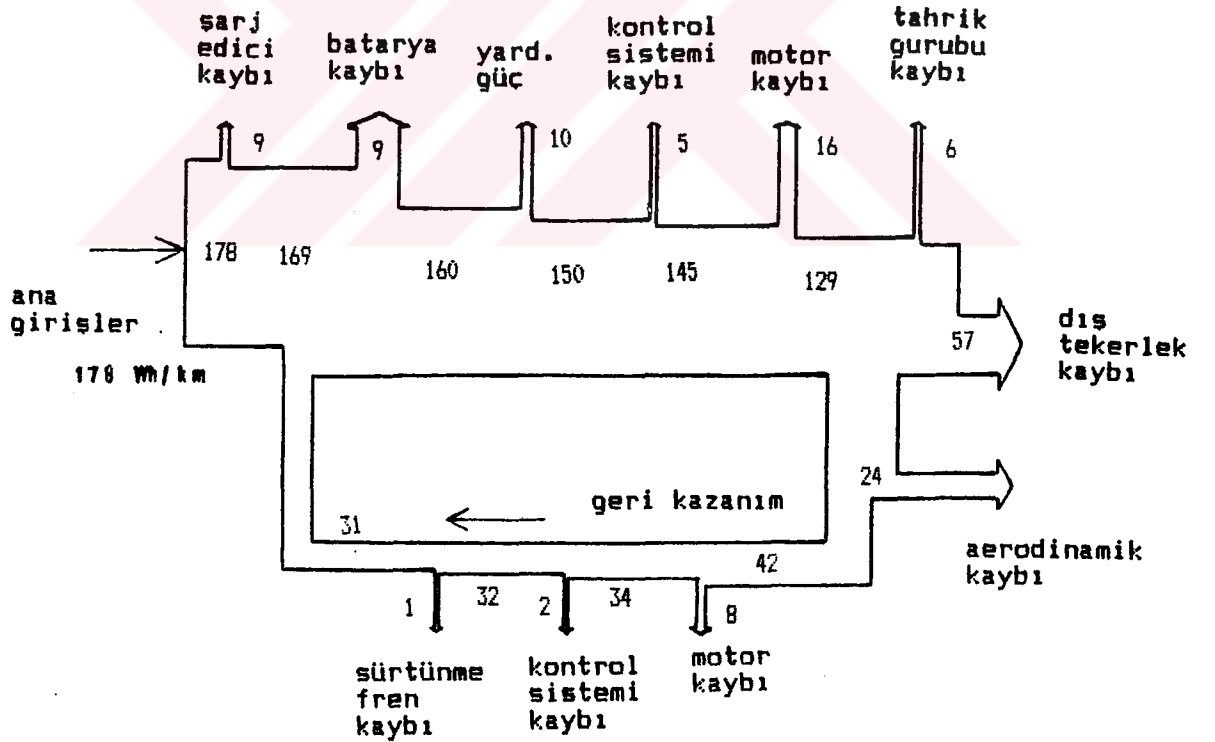 şarj
edici
kaybı
batarya
kaybı
yard.
güç
kontrol
sistemi
kaybı
motor
kaybı
tahrik
gurubu
kaybı
9
9
10
5
16
6
178
169
160
150
145
129
ana
girişler
178 Wh/km
57
dış
tekerlek
kaybı
24
geri kazanım
31
42
aerodinamik
kaybı
1
32
2
34
8
sürtünme
fren
kaybı
kontrol
sistemi
kaybı
motor
kaybı